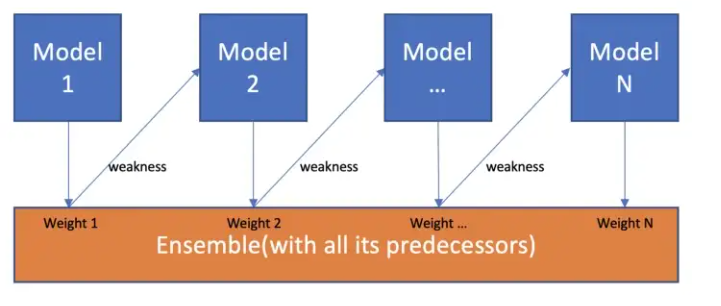 Model
1
Model
2
Model
...
Model
N
weakness
weakness
weakness
Weight 1
Weight 2
Weight ...
Weight N
Ensemble(with all its predecessors)